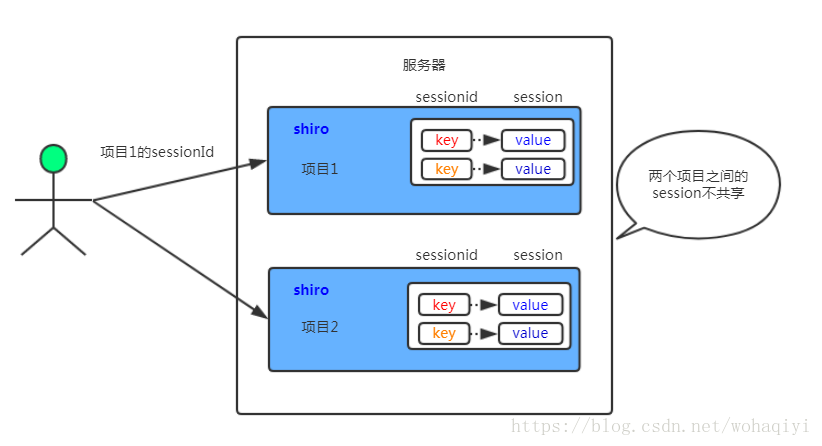 服务器
sessionid session
shiro
key value
项目1的sessionId
项目1
key value
两个项目之间的
session不共享
sessionid session
shiro
key value
项目2
key value
https://blog.csdn.net/wohaqiyi